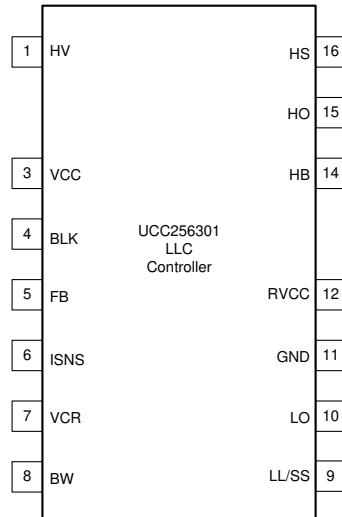 1 HV
HS 16
HO 15
3 VCC
HB 14
4 BLK
UCC256301
LLC
Controller
5 FB
RVCC 12
6 ISNS
GND 11
7 VCR
LO 10
8 BW
LL/SS 9